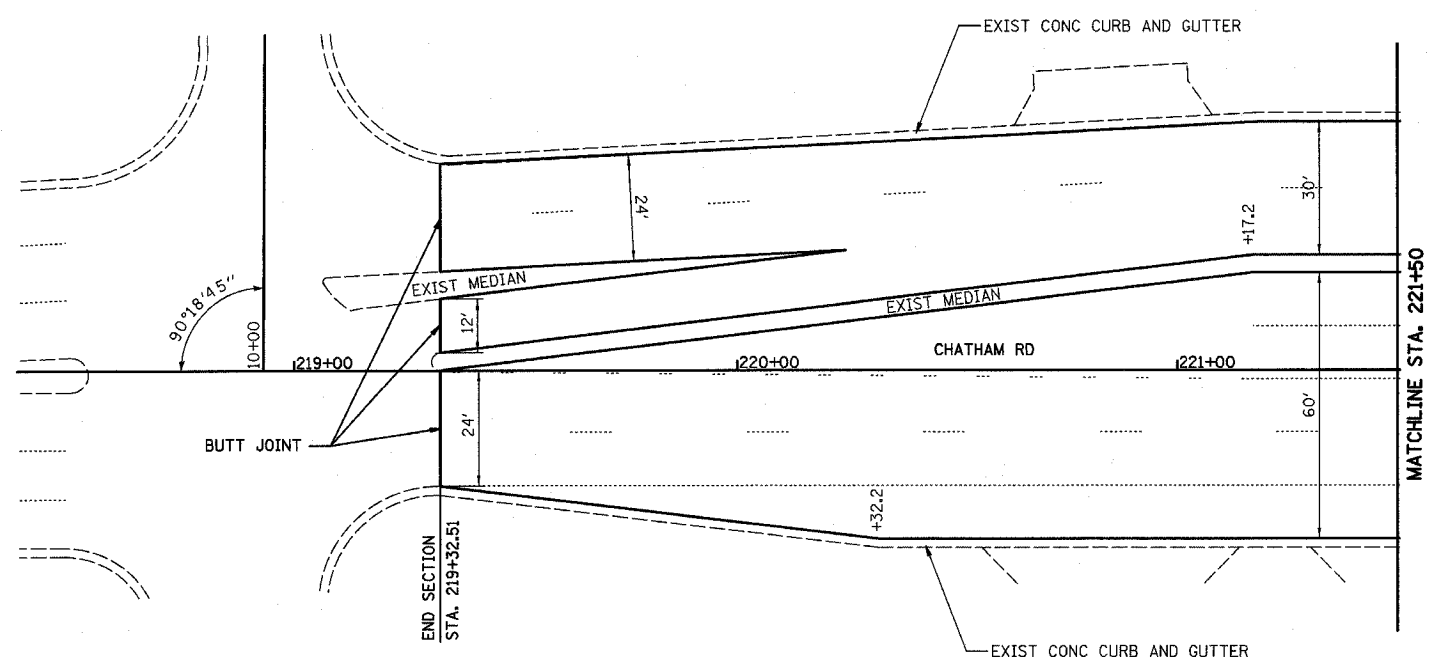 EXIST CONC CURB AND GUTTER
24'
30'
+17.2
EXIST MEDIAN
90°18'45"
10+00
12'
EXIST MEDIAN
CHATHAM RD
219+00
220+00
221+00
MATCHLINE STA. 221+50
BUTT JOINT
24'
60'
+32.2
END SECTION
STA. 219+32.51
EXIST CONC CURB AND GUTTER